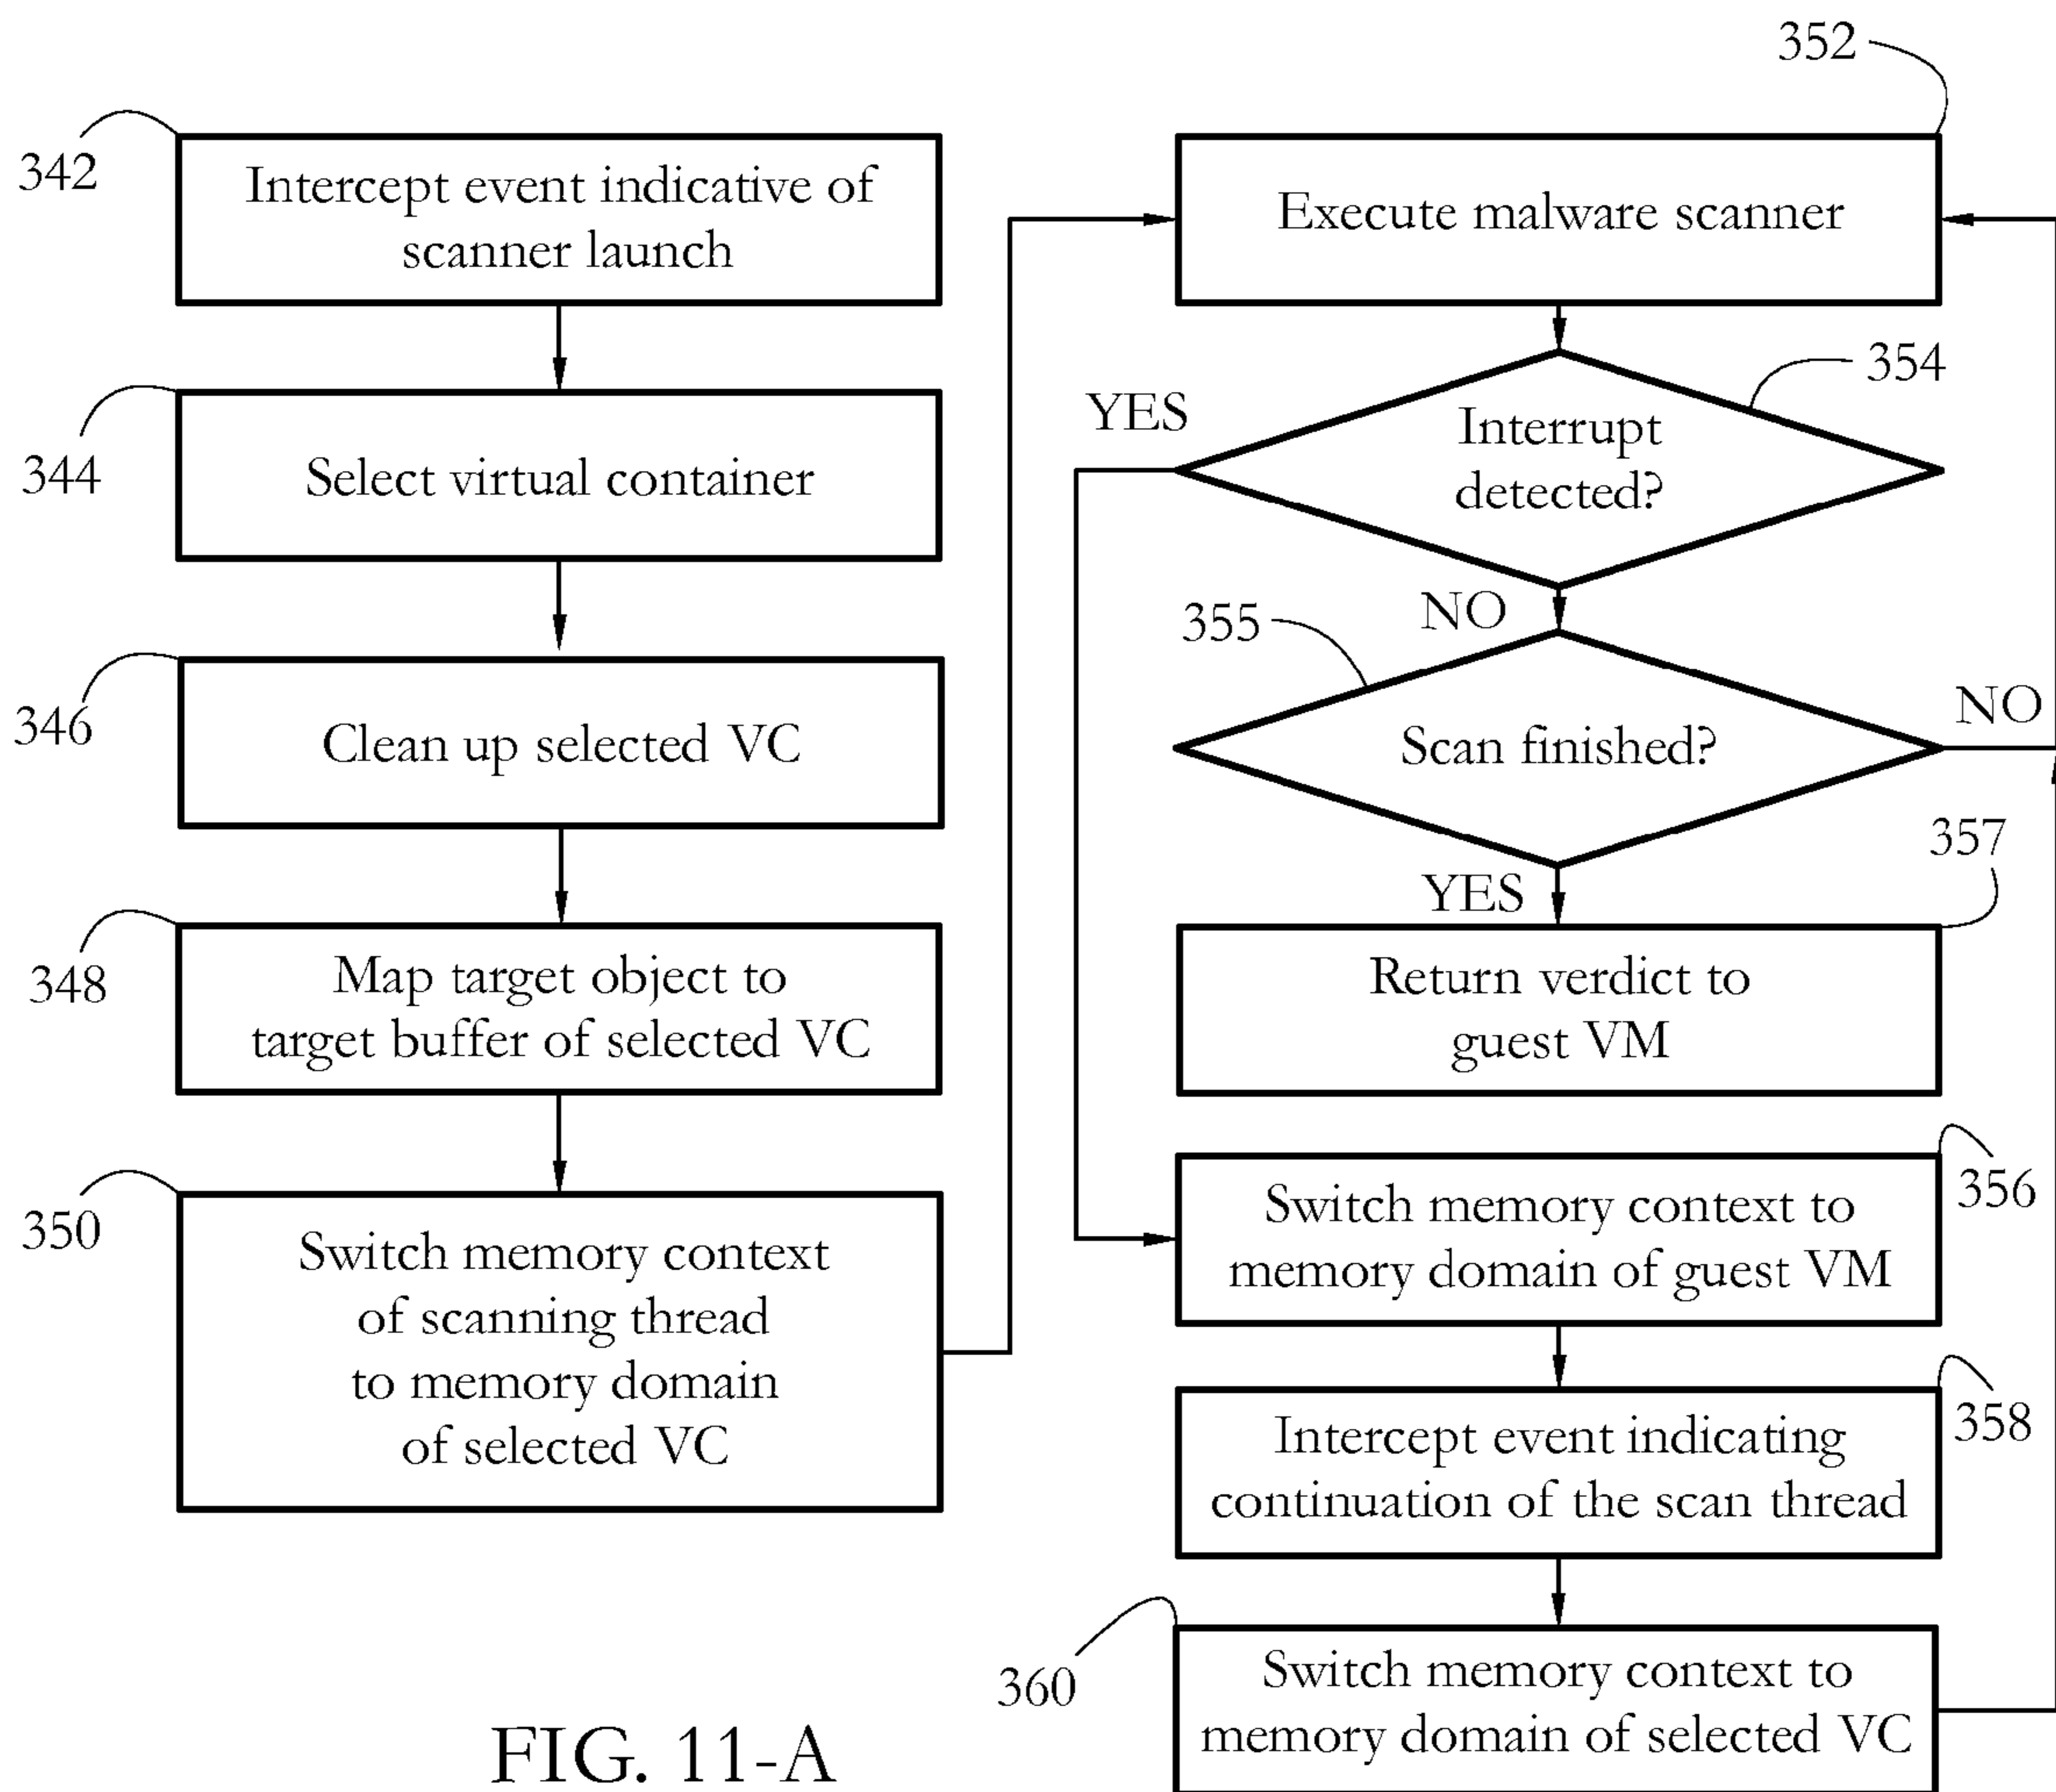 342
Intercept event indicative of
scanner launch
344
Select virtual container
346
Clean up selected VC
348
Map target object to
target buffer of selected VC
350
Switch memory context
of scanning thread
to memory domain
of selected VC
352
Execute malware scanner
354
YES
Interrupt
detected?
NO
355
Scan finished?
NO
YES
357
Return verdict to
guest VM
356
Switch memory context to
memory domain of guest VM
358
Intercept event indicating
continuation of the scan thread
360
Switch memory context to
memory domain of selected VC
FIG. 11-A